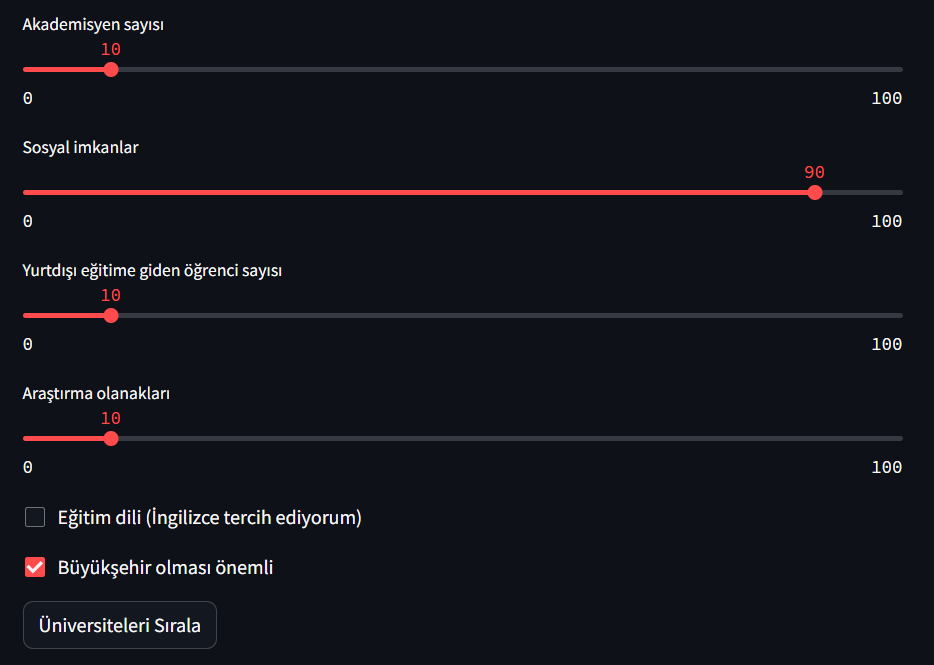 Akademisyen sayısı
10
0 100
Sosyal imkanlar
90
0 100
Yurtdışı eğitime giden öğrenci sayısı
10
0 100
Araştırma olanakları
10
0 100
Eğitim dili (İngilizce tercih ediyorum)
Büyükşehir olması önemli
Üniversiteleri Sırala